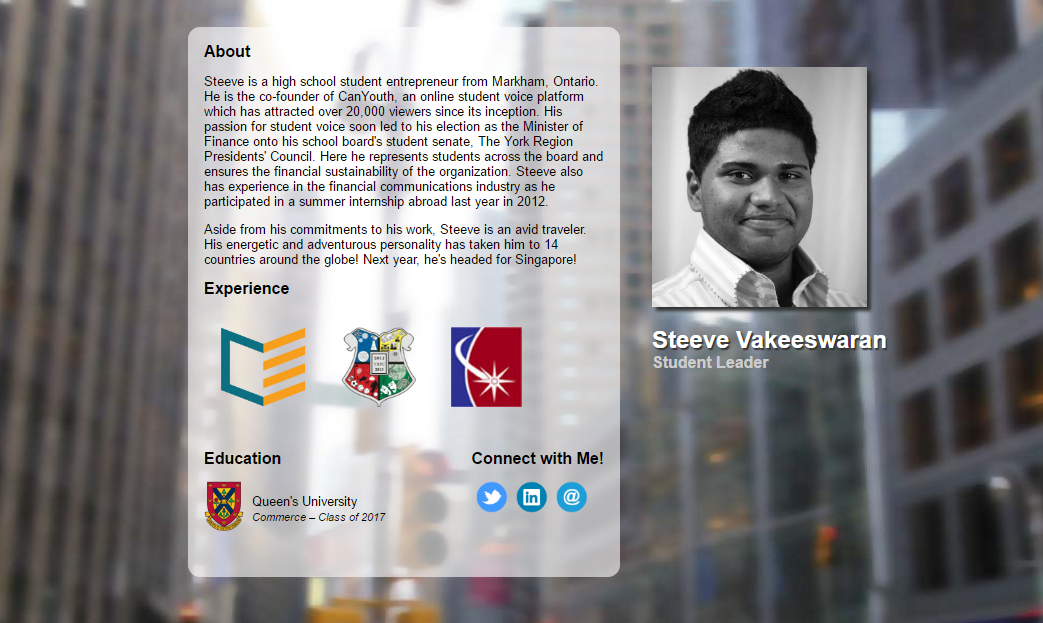 About
Steeve is a high school student entrepreneur from Markham, Ontario.
He is the co-founder of CanYouth, an online student voice platform
which has attracted over 20,000 viewers since its inception. His
passion for student voice soon led to his election as the Minister of
Finance onto his school board's student senate, The York Region
Presidents' Council. Here he represents students across the board and
ensures the financial sustainability of the organization. Steeve also
has experience in the financial communications industry as he
participated in a summer internship abroad last year in 2012.
Aside from his commitments to his work, Steeve is an avid traveler.
His energetic and adventurous personality has taken him to 14
countries around the globe! Next year, he's headed for Singapore!
Steeve Vakeeswaran
Student Leader
Experience
Education
Queen's University
Commerce – Class of 2017
Connect with Me!
in
@